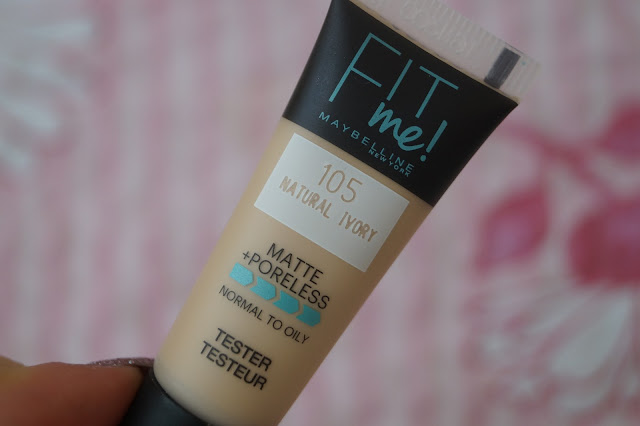 FIT
me!
MAYBELLINE
NEW YORK
105
NATURAL IVORY
MATTE
+PORELESS
NORMAL TO OILY
TESTER
TESTEUR